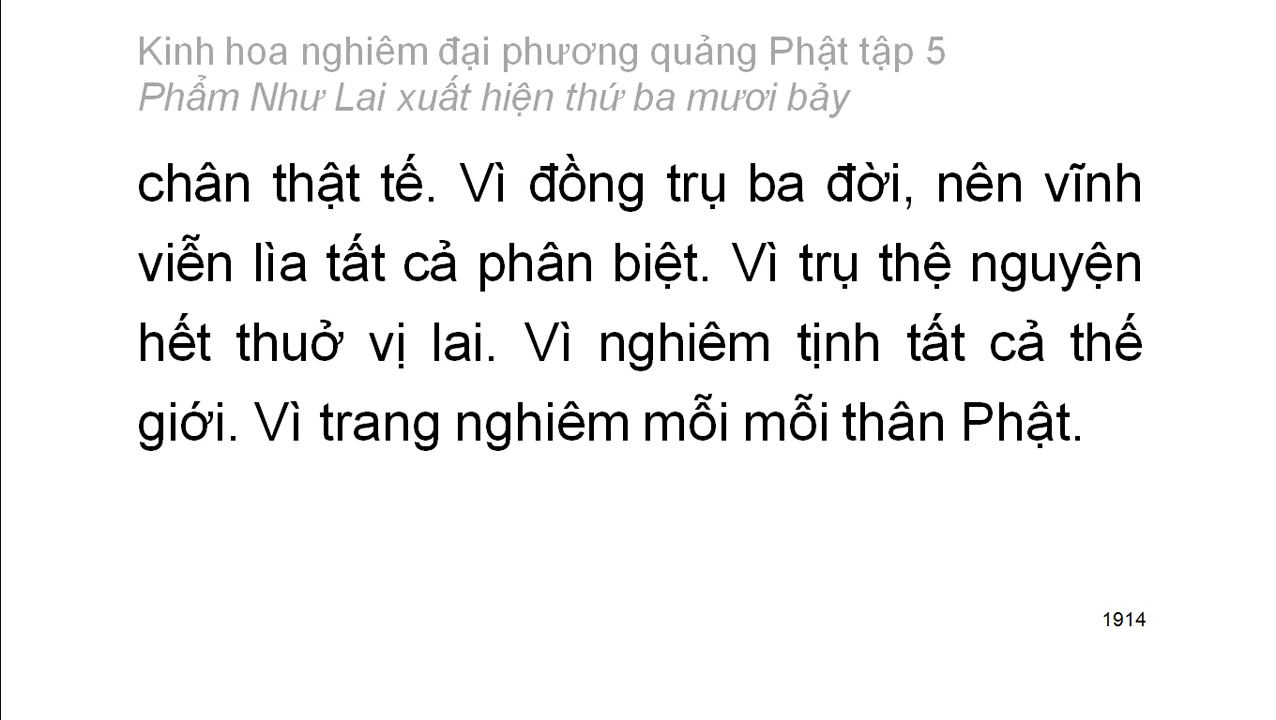 Kinh hoa nghiêm đại phương quảng Phật tập 5
Phẩm Như Lai xuất hiện thứ ba mươi bảy
chân thật tế. Vì đồng trụ ba đời, nên vĩnh
viễn lìa tất cả phân biệt. Vì trụ thệ nguyện
hết thuở vị lai. Vì nghiêm tịnh tất cả thế
giới. Vì trang nghiêm mỗi mỗi thân Phật.
1914